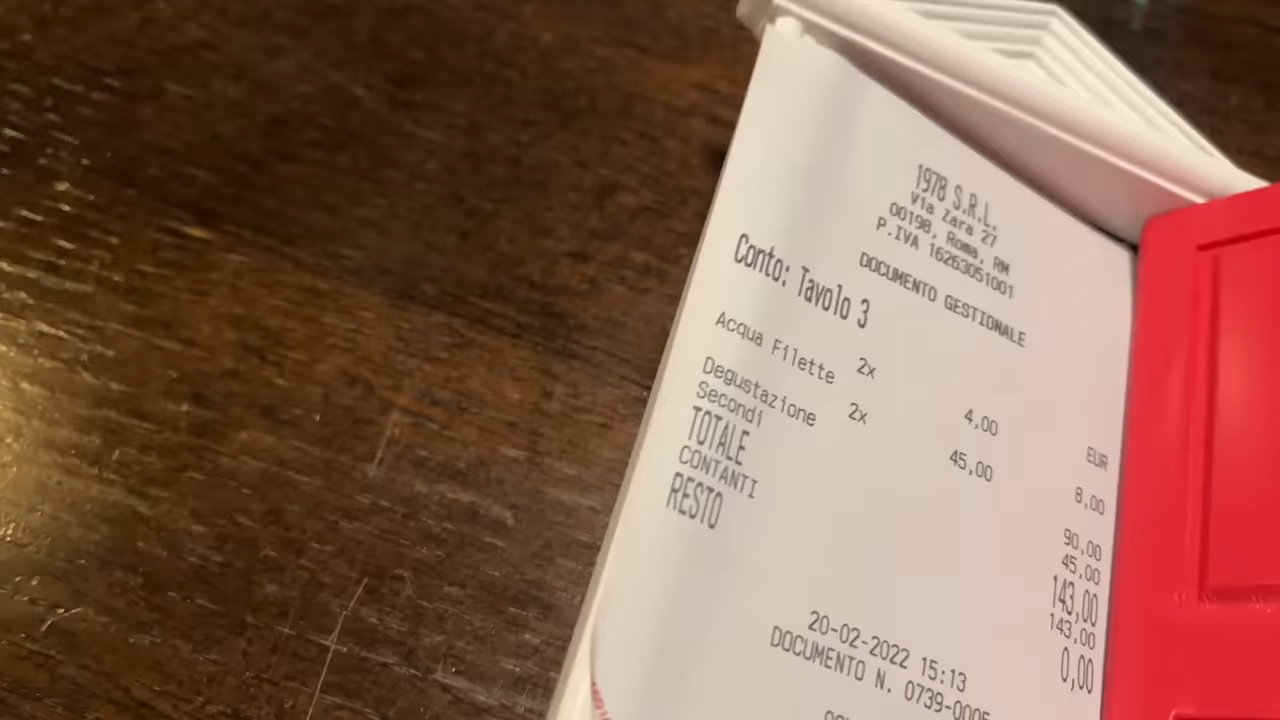 1978 S.R.L.
Via Zara 27
00198, Roma, RM
P.IVA 16263051001
DOCUMENTO GESTIONALE
Conto: Tavolo 3
EUR
Acqua Filette 2x 4,00 8,00
Degustazione 2x 45,00 90,00
Secondi 45,00
TOTALE 143,00
CONTANTI 143,00
RESTO 0,00
20-02-2022 15:13
DOCUMENTO N. 0739-0005